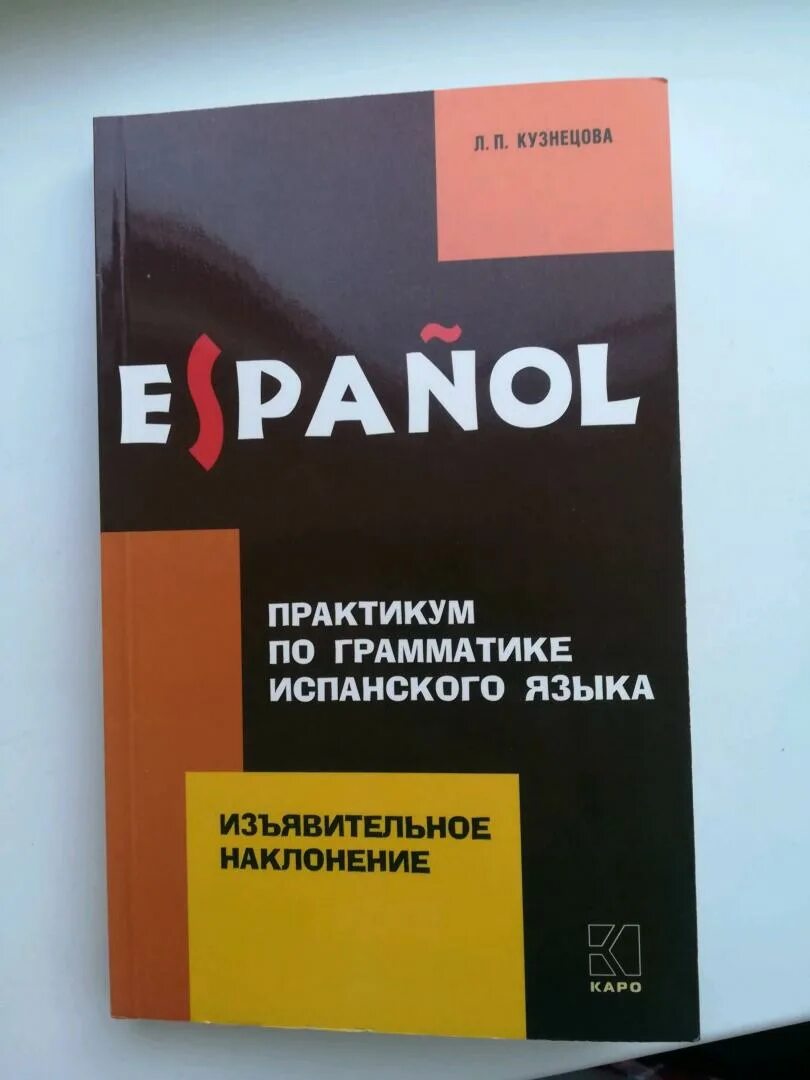 Л. П. КУЗНЕЦОВА
ESPAÑOL
ПРАКТИКУМ
ПО ГРАММАТИКЕ
ИСПАНСКОГО ЯЗЫКА
ИЗЪЯВИТЕЛЬНОЕ
НАКЛОНЕНИЕ
КАРО